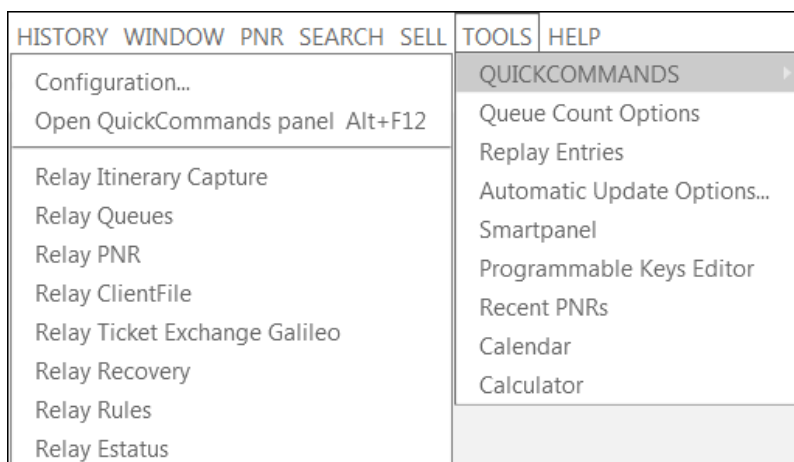 HISTORY WINDOW PNR SEARCH SELL TOOLS HELP
QUICKCOMMANDS
Queue Count Options
Replay Entries
Automatic Update Options...
Smartpanel
Programmable Keys Editor
Recent PNRs
Calendar
Calculator
Configuration...
Open QuickCommands panel Alt+F12
Relay Itinerary Capture
Relay Queues
Relay PNR
Relay ClientFile
Relay Ticket Exchange Galileo
Relay Recovery
Relay Rules
Relay Estatus